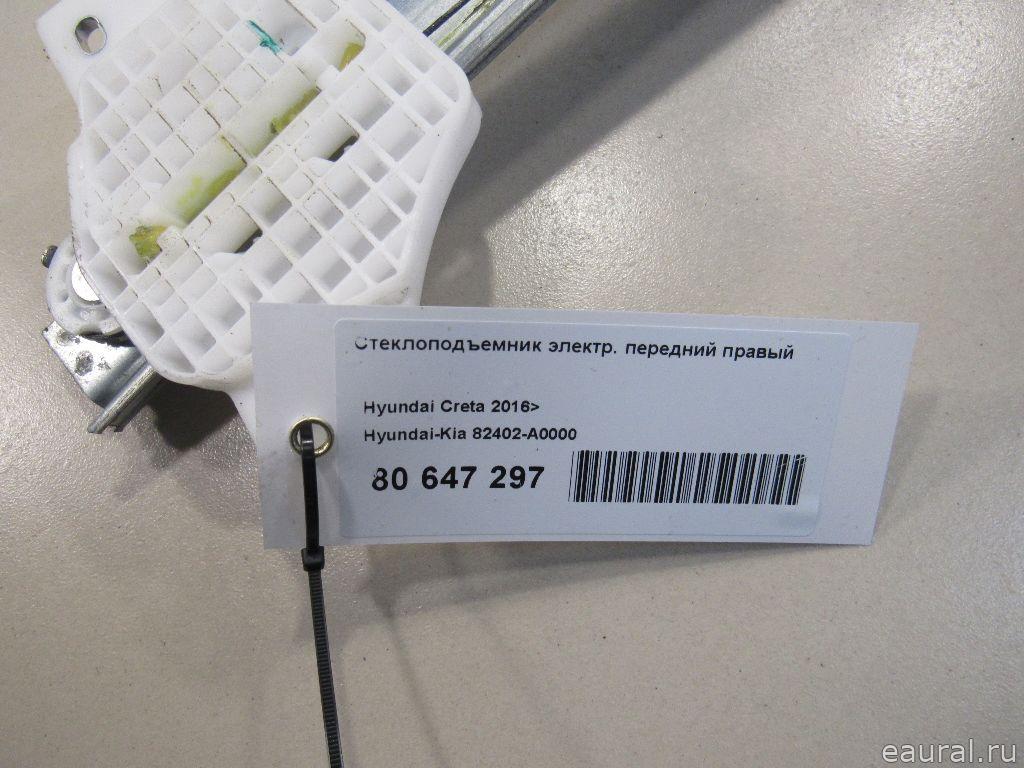 Стеклоподъемник электр. передний правый
Hyundai Creta 2016>
Hyundai-Kia 82402-A0000
80 647 297
eaural.ru